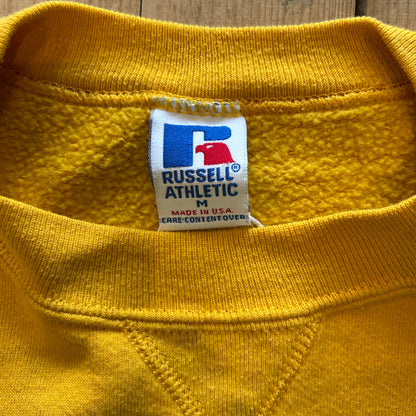 R
RUSSELL®
ATHLETIC
M
MADE IN U.S.A.
CARE-CONTENT OVER